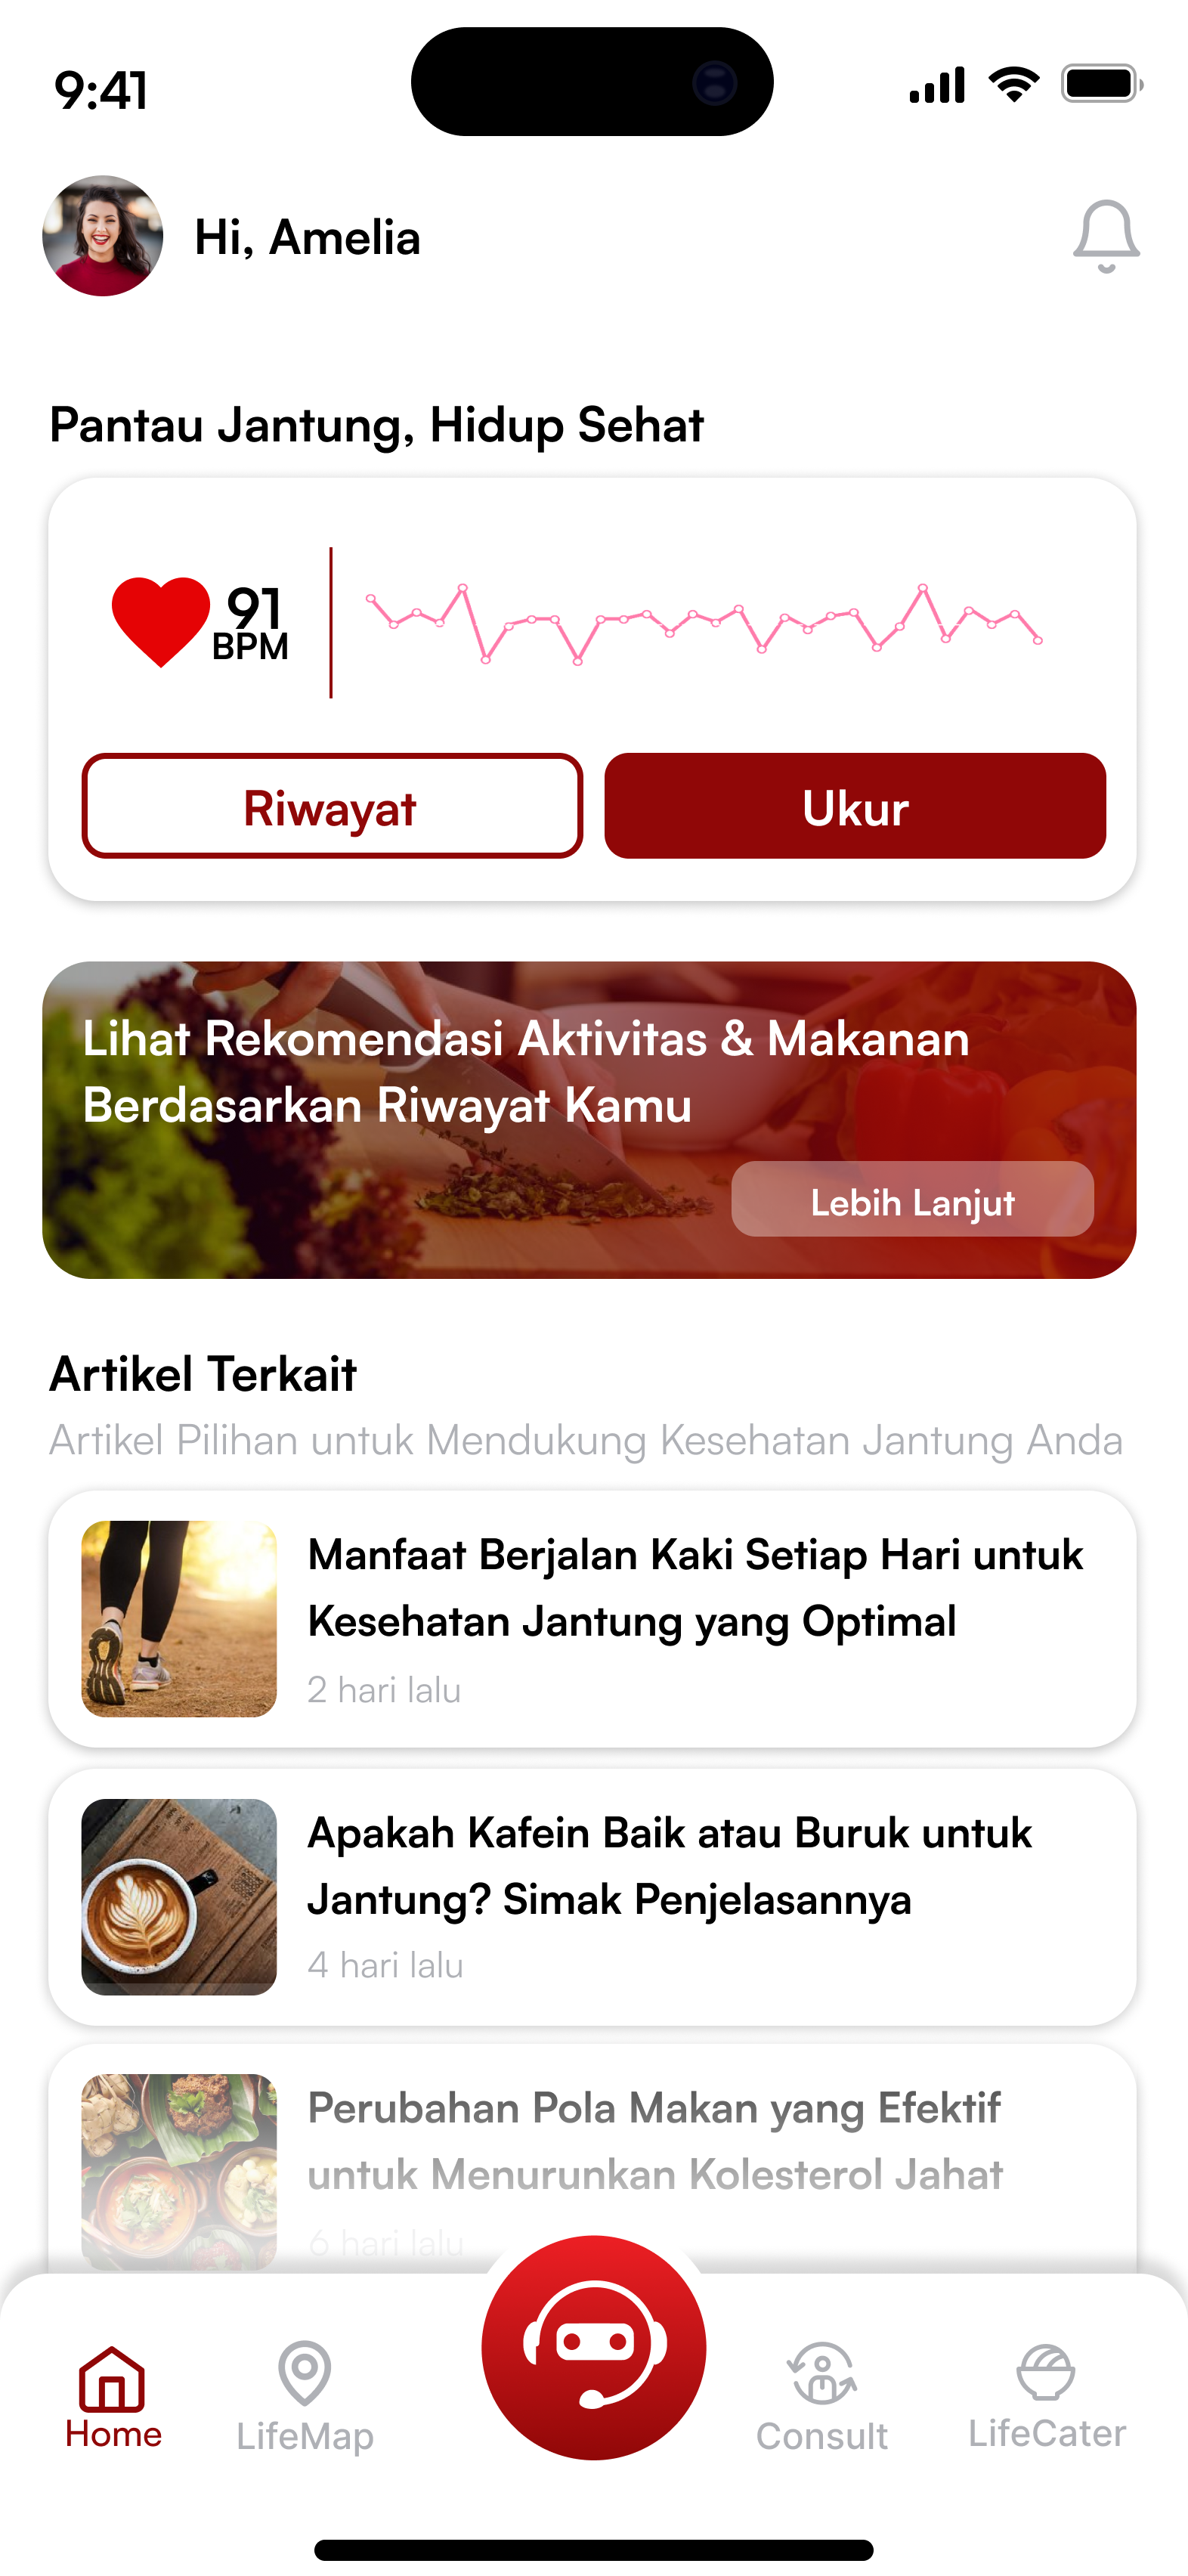 9:41
Hi, Amelia
Pantau Jantung, Hidup Sehat
91
BPM
Riwayat
Ukur
Lihat Rekomendasi Aktivitas & Makanan
Berdasarkan Riwayat Kamu
Lebih Lanjut
Artikel Terkait
Artikel Pilihan untuk Mendukung Kesehatan Jantung Anda
Manfaat Berjalan Kaki Setiap Hari untuk
Kesehatan Jantung yang Optimal
2 hari lalu
Apakah Kafein Baik atau Buruk untuk
Jantung? Simak Penjelasannya
4 hari lalu
Perubahan Pola Makan yang Efektif
untuk Menurunkan Kolesterol Jahat
6 hari lalu
Home
LifeMap
Consult
LifeCater